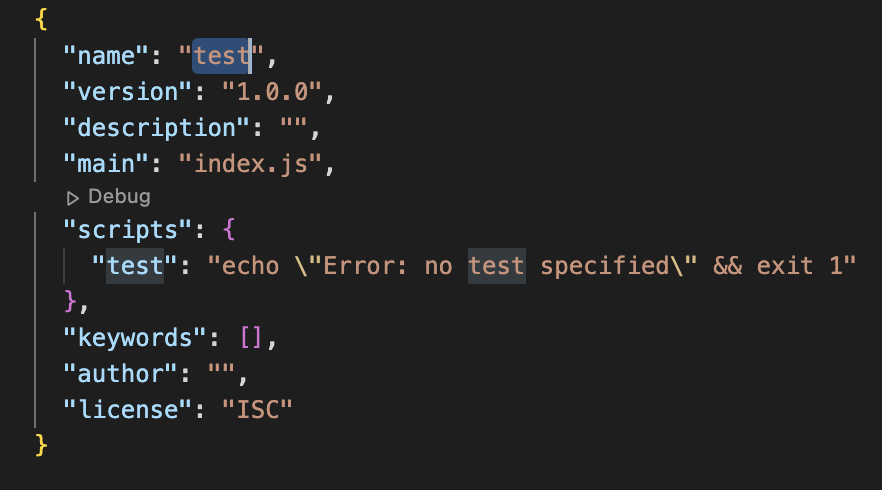 {
"name": "test",
"version": "1.0.0",
"description": "",
"main": "index.js",
Debug
"scripts": {
"test": "echo \"Error: no test specified\" && exit 1"
},
"keywords": [],
"author": "",
"license": "ISC"
}